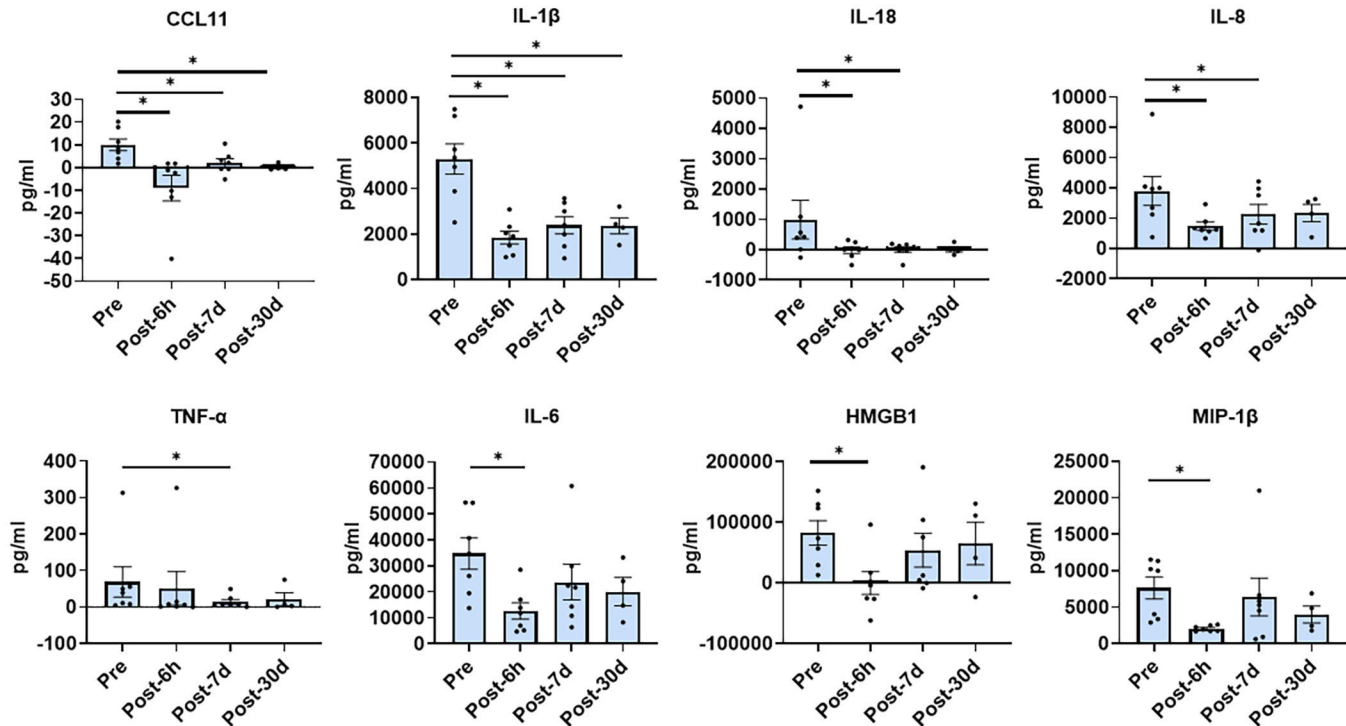 CCL11
*
*
*
pg/ml
30
20
10
0
-10
-20
-30
-40
-50
Pre
Post-6h
Post-7d
Post-30d
IL-1β
*
*
*
pg/ml
8000
6000
4000
2000
0
Pre
Post-6h
Post-7d
Post-30d
IL-18
*
*
pg/ml
5000
4000
3000
2000
1000
0
-1000
Pre
Post-6h
Post-7d
Post-30d
IL-8
*
*
pg/ml
10000
8000
6000
4000
2000
0
-2000
Pre
Post-6h
Post-7d
Post-30d
TNF-α
*
pg/ml
400
300
200
100
0
-100
Pre
Post-6h
Post-7d
Post-30d
IL-6
*
pg/ml
70000
60000
50000
40000
30000
20000
10000
0
Pre
Post-6h
Post-7d
Post-30d
HMGB1
*
pg/ml
200000
100000
0
-100000
Pre
Post-6h
Post-7d
Post-30d
MIP-1β
*
pg/ml
25000
20000
15000
10000
5000
0
Pre
Post-6h
Post-7d
Post-30d